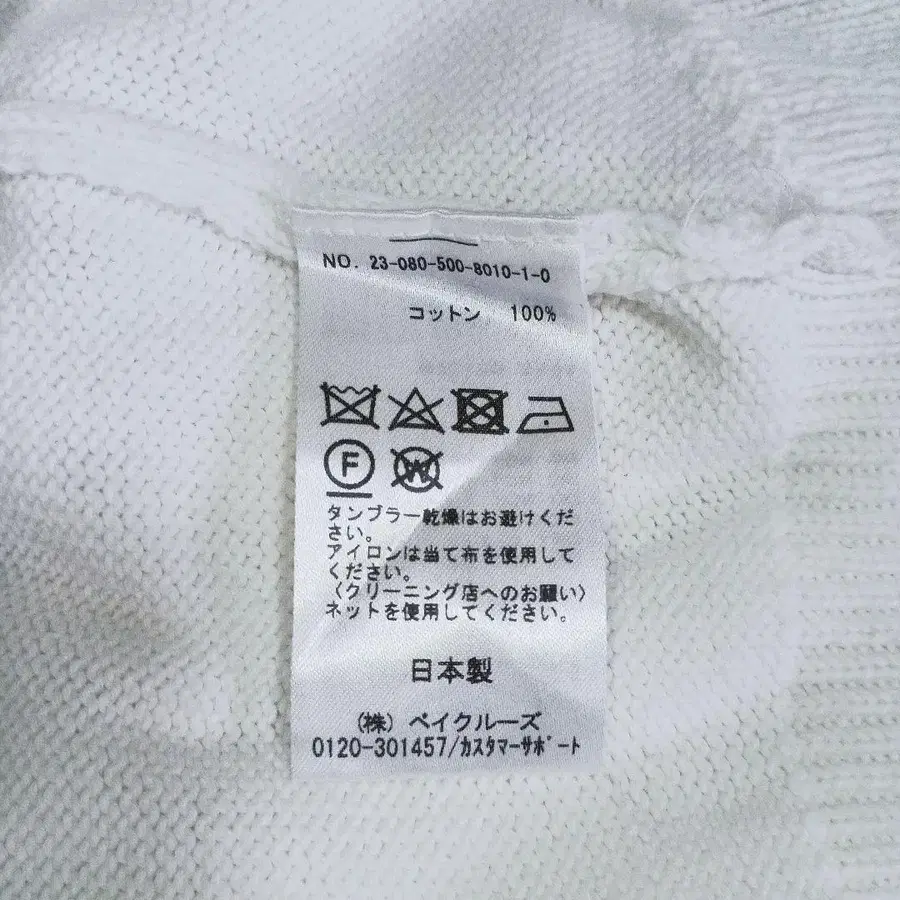 NO. 23-080-500-8010-1-0
コットン 100%
F W
タンブラー乾燥はお避けくだ
さい。
アイロンは当て布を使用して
ください。
〈クリーニング店へのお願い〉
ネットを使用してください。
日本製
(株) ベイクルーズ
0120-301457/ｶｽﾀﾏｰｻﾎﾟｰﾄ